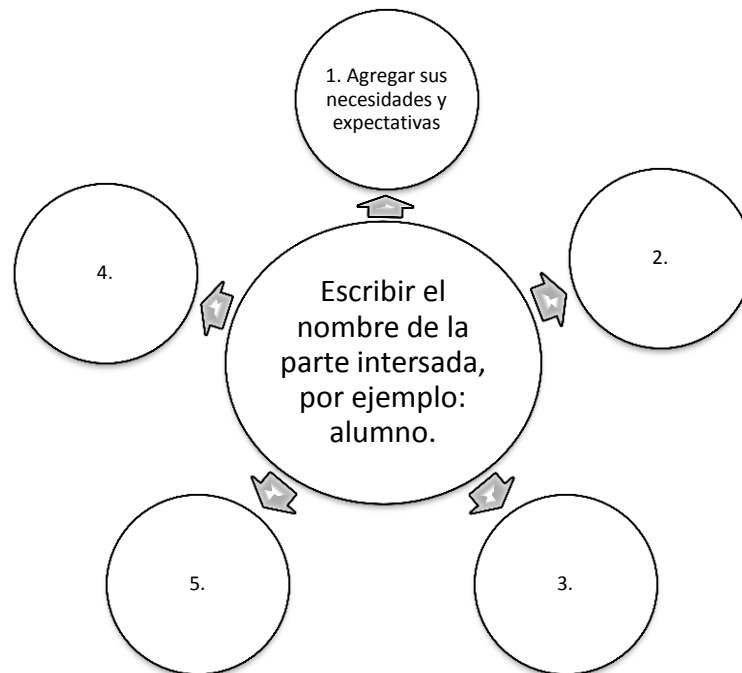 1. Agregar sus
necesidades y
expectativas
2.
4.
Escribir el
nombre de la
parte intersada,
por ejemplo:
alumno.
5.
3.